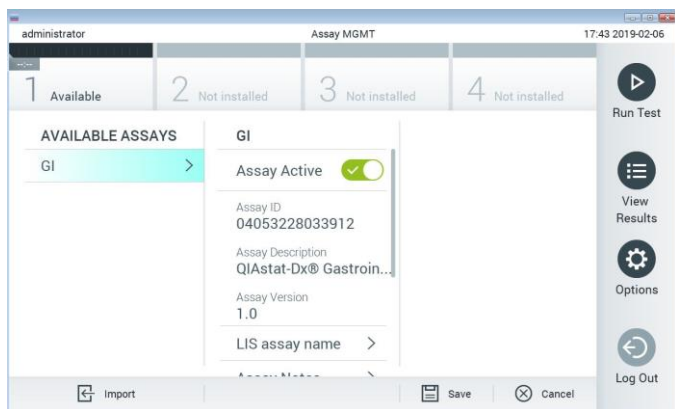 administrator Assay MGMT 17:43 2019-02-06
--:--
1 Available 2 Not installed 3 Not installed 4 Not installed
Run Test
AVAILABLE ASSAYS GI
GI Assay Active
View
Results
Assay ID
04053228033912
Assay Description
QIAstat-Dx® Gastroin...
Options
Assay Version
1.0
LIS assay name
Assay Notes
Log Out
Import Save Cancel